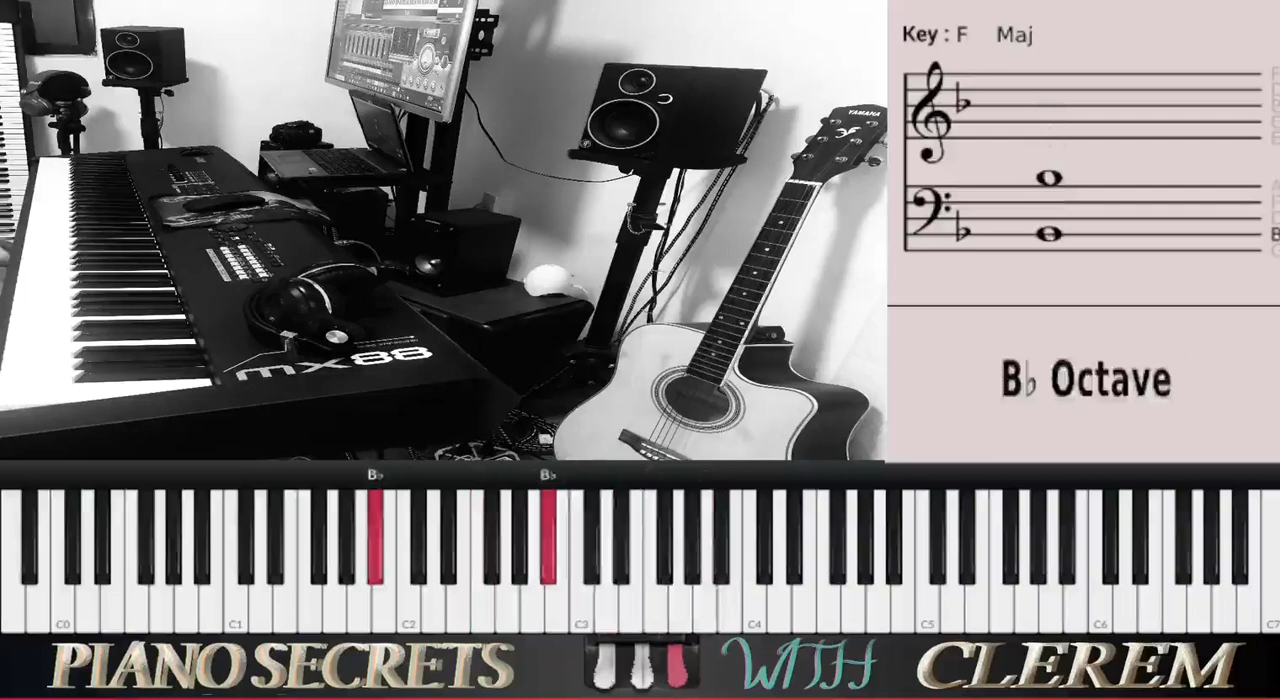 Key : F Maj
YAMAHA
mx88
B♭ Octave
B♭ B♭
C0 C1 C2 C3 C4 C5 C6 C7
PIANO SECRETS WITH CLEREM